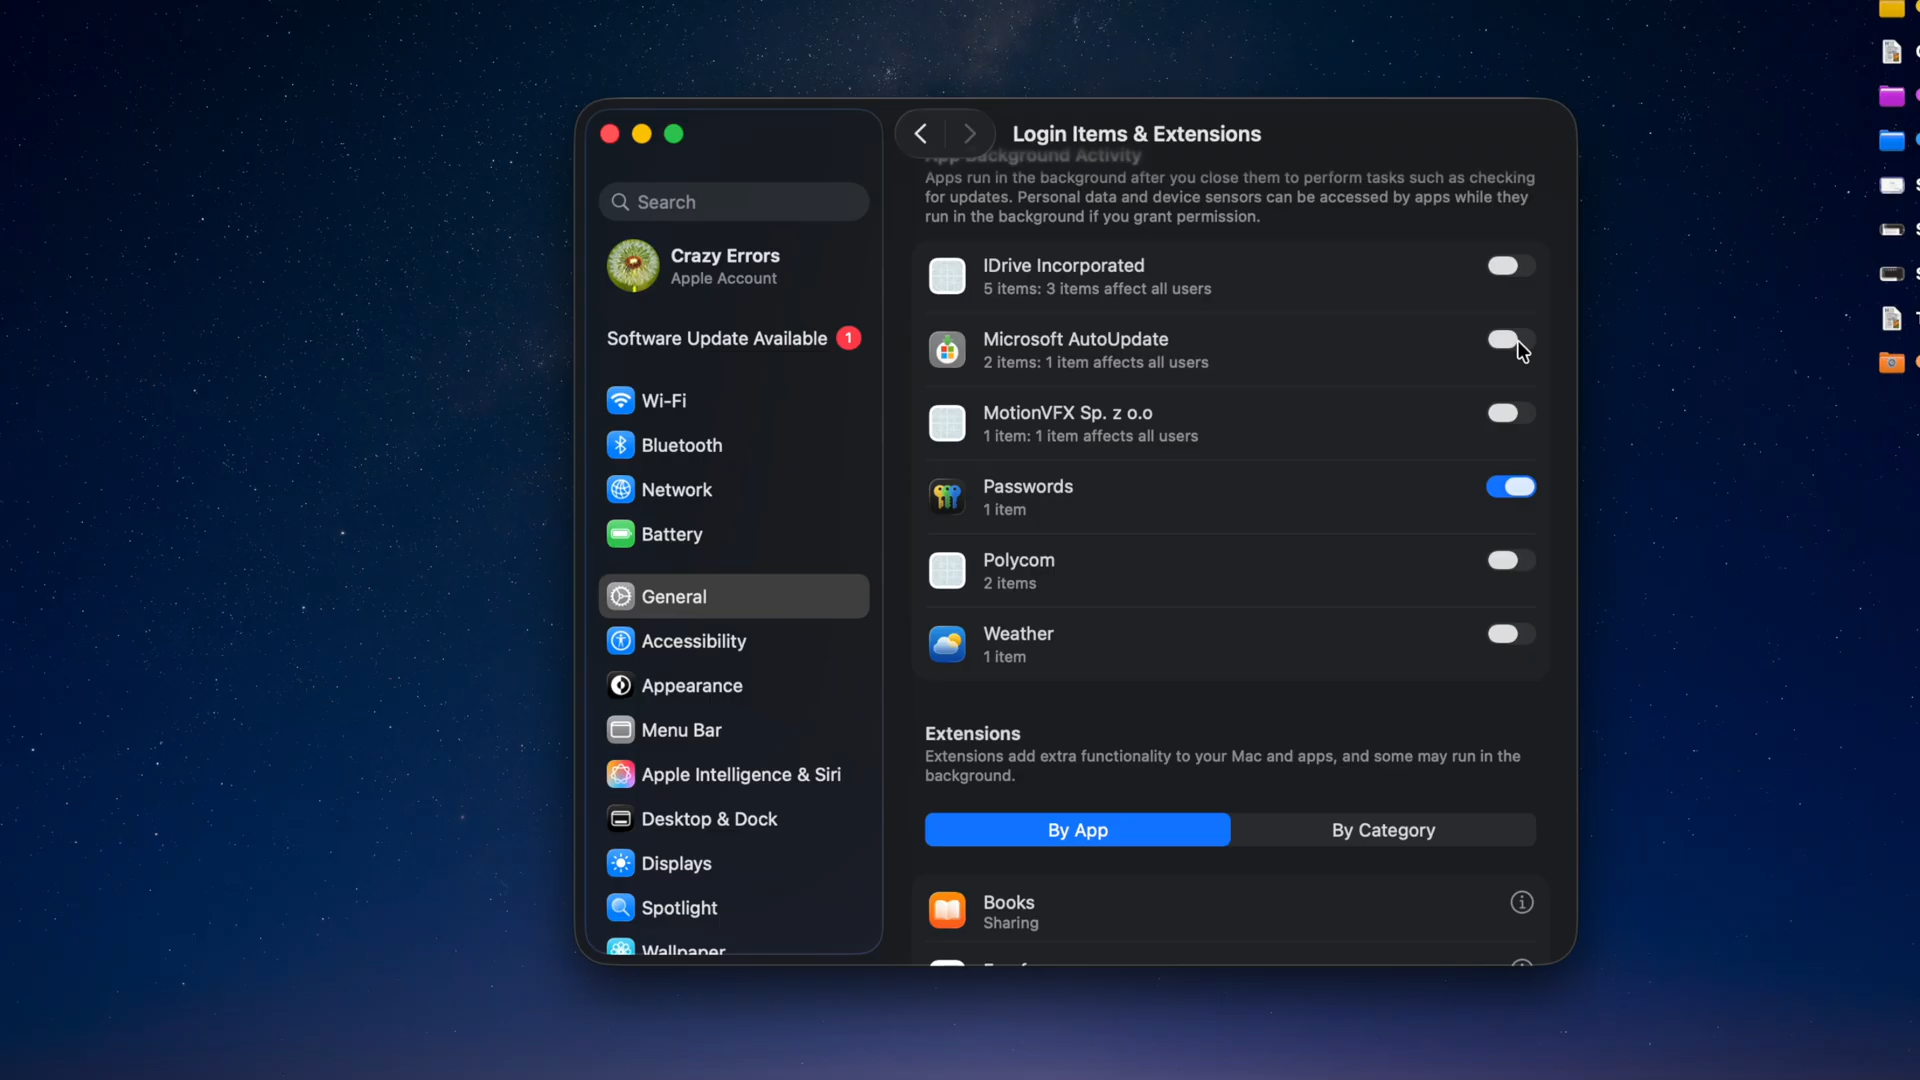 Login Items & Extensions
App Background Activity
Apps run in the background after you close them to perform tasks such as checking
for updates. Personal data and device sensors can be accessed by apps while they
run in the background if you grant permission.
Search
Crazy Errors
Apple Account
Software Update Available 1
Wi-Fi
Bluetooth
Network
Battery
General
Accessibility
Appearance
Menu Bar
Apple Intelligence & Siri
Desktop & Dock
Displays
Spotlight
Wallpaper
IDrive Incorporated
5 items: 3 items affect all users
Microsoft AutoUpdate
2 items: 1 item affects all users
MotionVFX Sp. z o.o
1 item: 1 item affects all users
Passwords
1 item
Polycom
2 items
Weather
1 item
Extensions
Extensions add extra functionality to your Mac and apps, and some may run in the
background.
By App
By Category
Books
Sharing